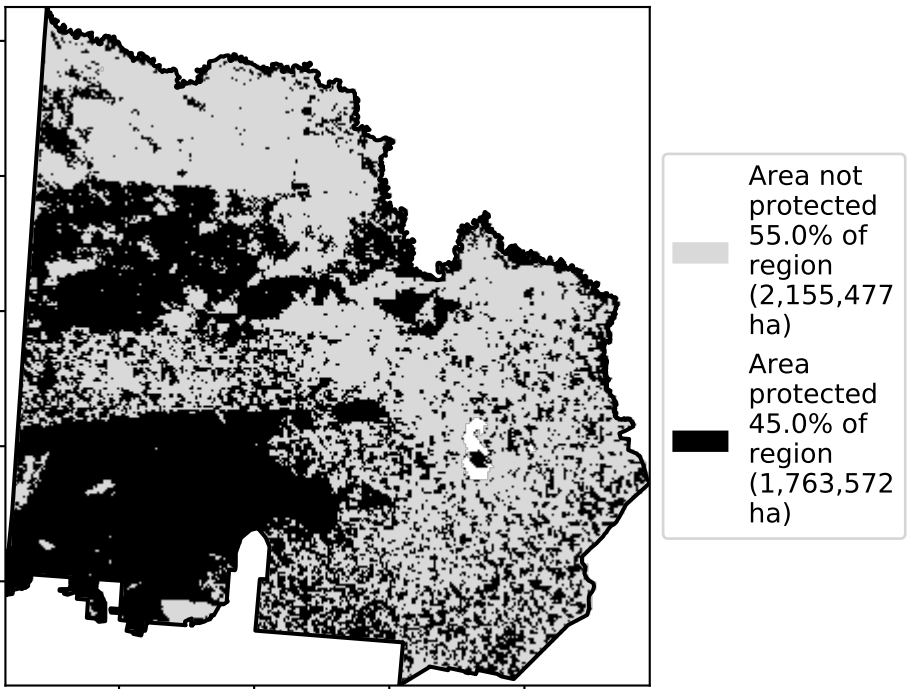 Area not
protected
55.0% of
region
(2,155,477
ha)
Area
protected
45.0% of
region
(1,763,572
ha)